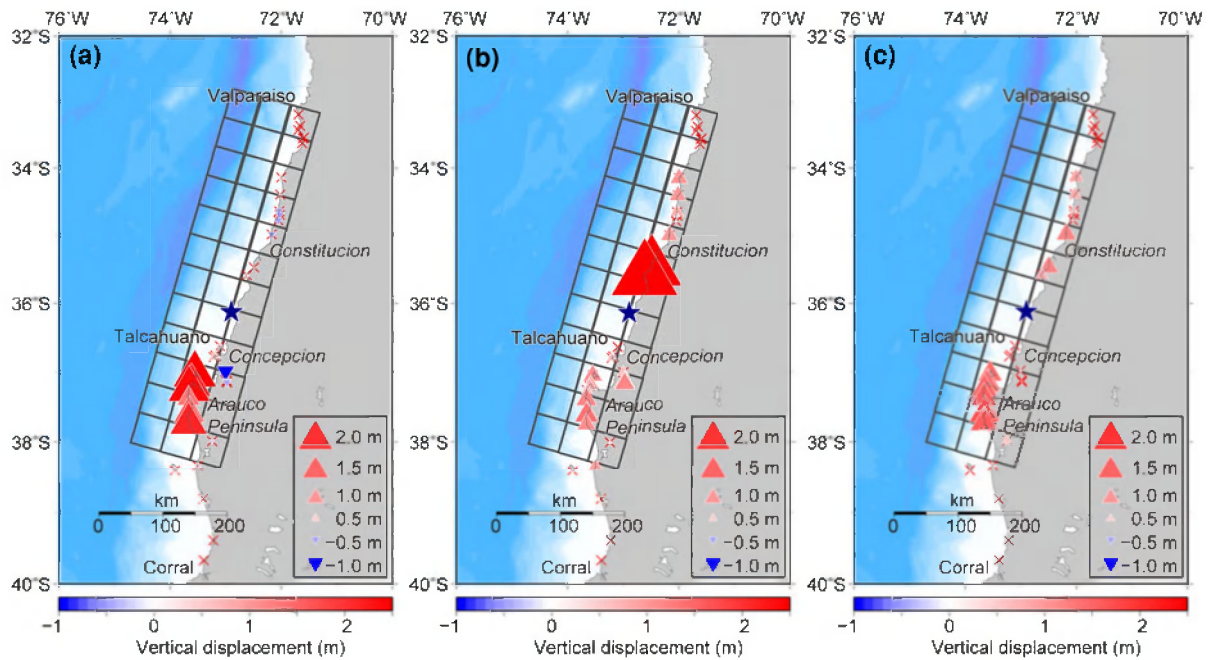 76°W 74°W 72°W 70°W
76°W 74°W 72°W 70°W
76°W 74°W 72°W 70°W
32°S
34°S
36°S
38°S
40°S
(a)
Valparaiso
Constitucion
Talcahuano
Concepcion
Arauco
Peninsula
Corral
km
0 100 200
2.0 m
1.5 m
1.0 m
0.5 m
−0.5 m
−1.0 m
−1 0 1 2
Vertical displacement (m)
32°S
34°S
36°S
38°S
40°S
(b)
Valparaiso
Constitucion
Talcahuano
Concepcion
Arauco
Peninsula
Corral
km
0 100 200
2.0 m
1.5 m
1.0 m
0.5 m
−0.5 m
−1.0 m
−1 0 1 2
Vertical displacement (m)
32°S
34°S
36°S
38°S
40°S
(c)
Valparaiso
Constitucion
Talcahuano
Concepcion
Arauco
Peninsula
Corral
km
0 100 200
2.0 m
1.5 m
1.0 m
0.5 m
−0.5 m
−1.0 m
−1 0 1 2
Vertical displacement (m)